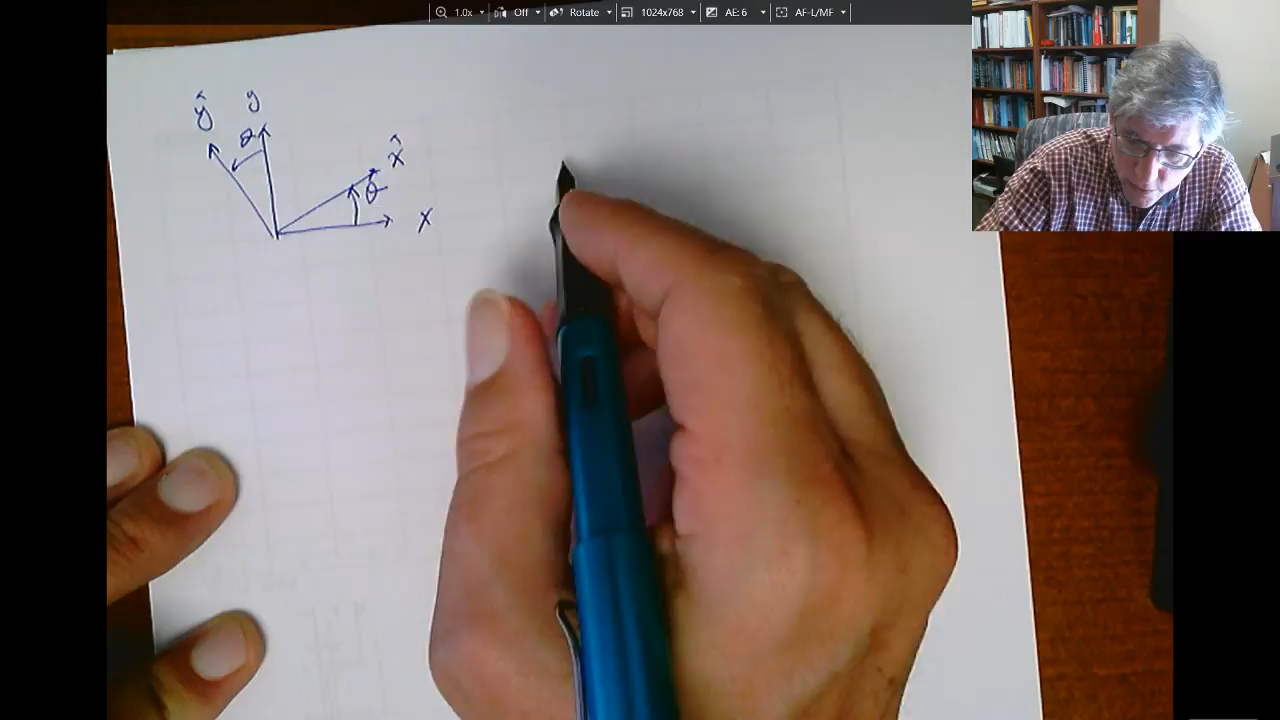 1.0x Off Rotate 1024x768 AE: 6 AF-L/MF
ŷ y
θ x̂
θ
x